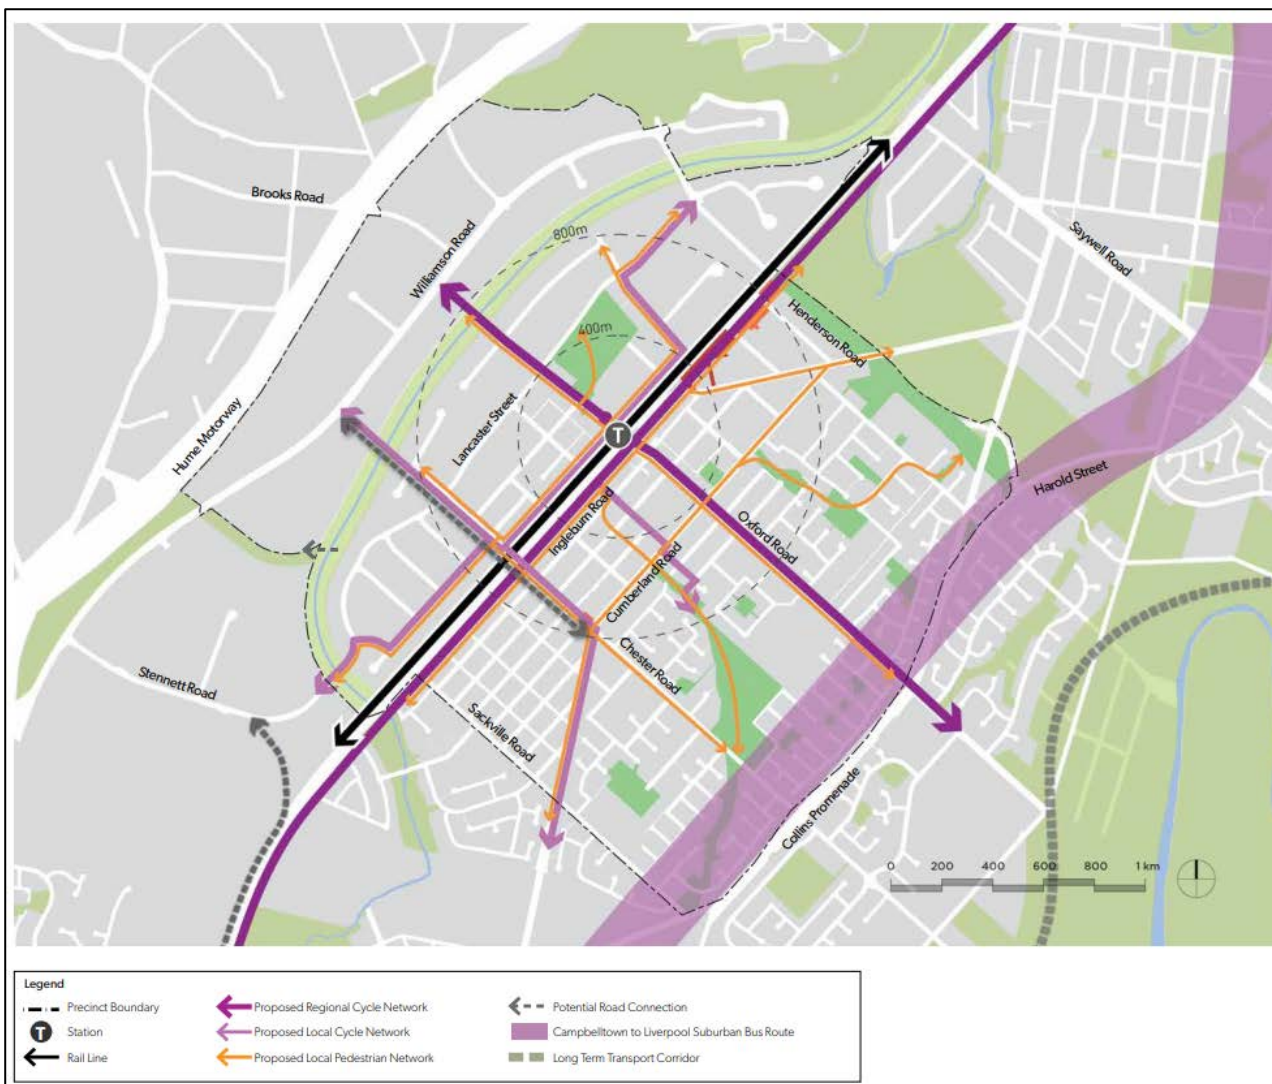 Brooks Road
Williamson Road
800m
Saywell Road
Henderson Road
400m
Hume Motorway
Lancaster Street
Harold Street
Ingleburn Road
Oxford Road
Cumberland Road
Chester Road
Stennett Road
Sackville Road
Collins Promenade
T
0 200 400 600 800 1 km
Legend
Precinct Boundary
Proposed Regional Cycle Network
Potential Road Connection
T Station
Proposed Local Cycle Network
Campbelltown to Liverpool Suburban Bus Route
Rail Line
Proposed Local Pedestrian Network
Long Term Transport Corridor